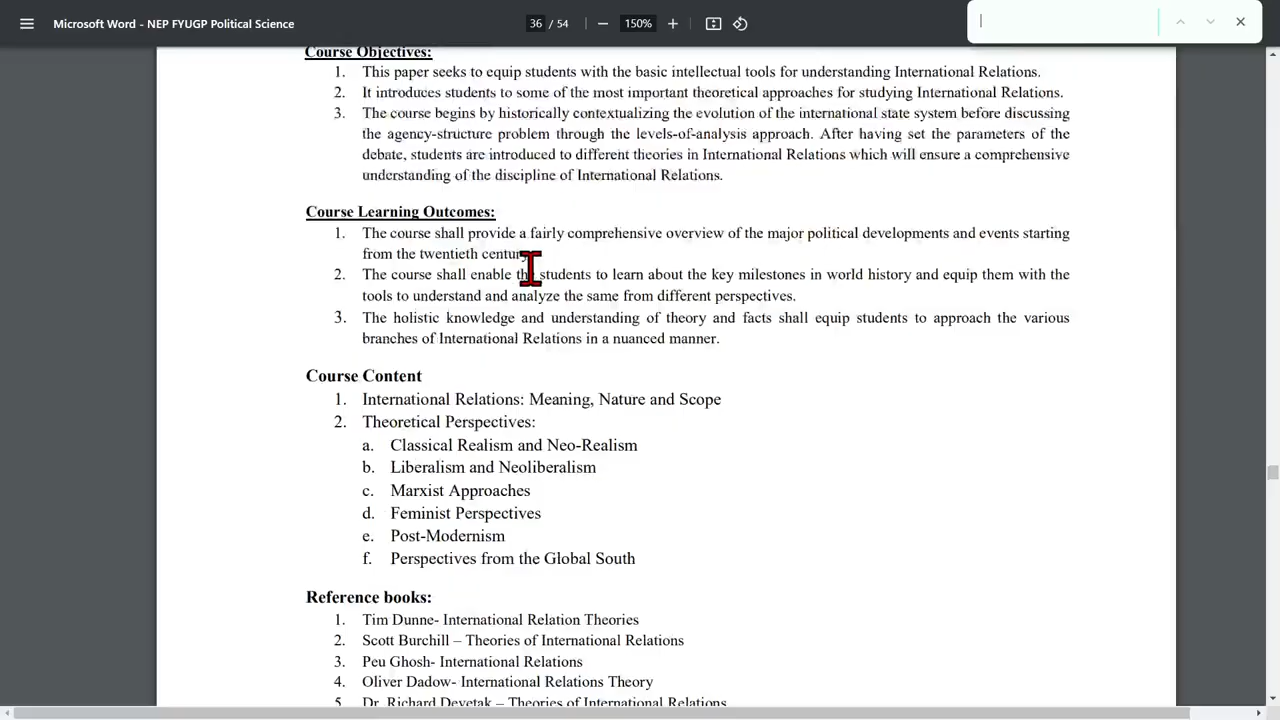 Microsoft Word - NEP FYUGP Political Science
36 / 54
150%
Course Objectives:
1. This paper seeks to equip students with the basic intellectual tools for understanding International Relations.
2. It introduces students to some of the most important theoretical approaches for studying International Relations.
3. The course begins by historically contextualizing the evolution of the international state system before discussing
the agency-structure problem through the levels-of-analysis approach. After having set the parameters of the
debate, students are introduced to different theories in International Relations which will ensure a comprehensive
understanding of the discipline of International Relations.
Course Learning Outcomes:
1. The course shall provide a fairly comprehensive overview of the major political developments and events starting
from the twentieth century
2. The course shall enable the students to learn about the key milestones in world history and equip them with the
tools to understand and analyze the same from different perspectives.
3. The holistic knowledge and understanding of theory and facts shall equip students to approach the various
branches of International Relations in a nuanced manner.
Course Content
1. International Relations: Meaning, Nature and Scope
2. Theoretical Perspectives:
a. Classical Realism and Neo-Realism
b. Liberalism and Neoliberalism
c. Marxist Approaches
d. Feminist Perspectives
e. Post-Modernism
f. Perspectives from the Global South
Reference books:
1. Tim Dunne- International Relation Theories
2. Scott Burchill – Theories of International Relations
3. Peu Ghosh- International Relations
4. Oliver Dadow- International Relations Theory
5. Dr. Richard Devetak – Theories of International Relations